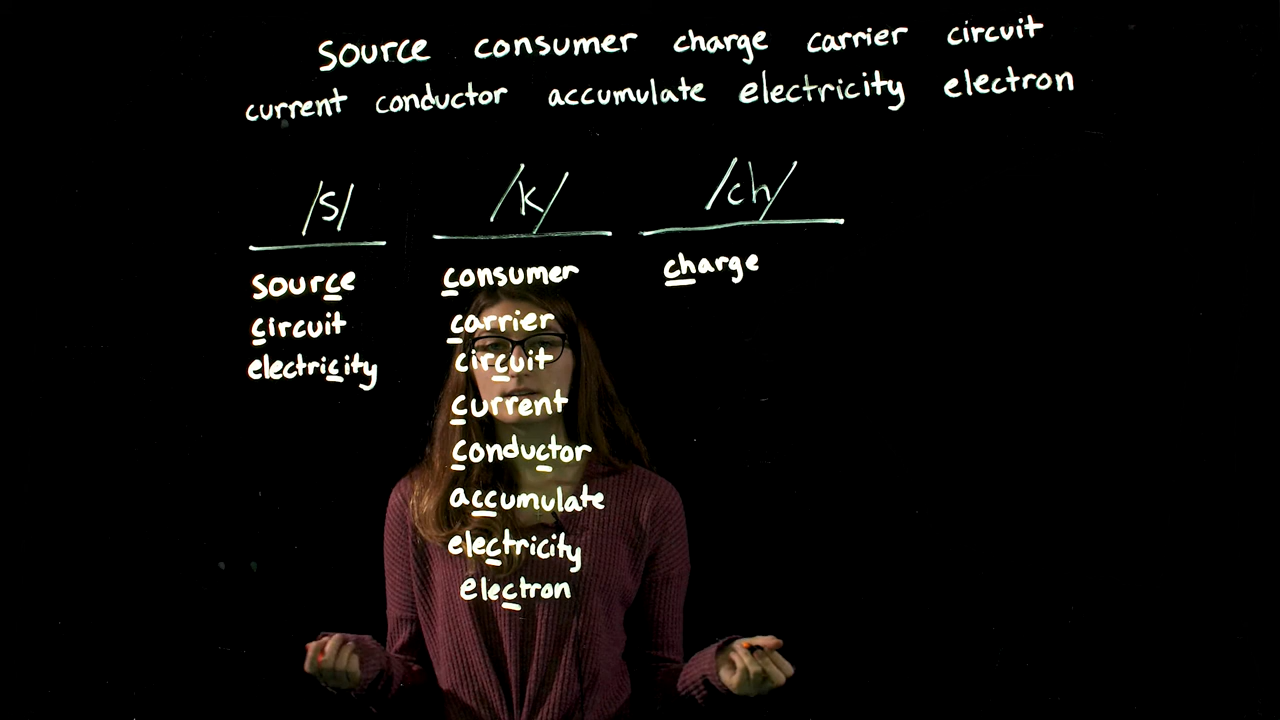 source consumer charge carrier circuit
current conductor accumulate electricity electron
/s/ /k/ /ch/
source consumer charge
circuit carrier
electricity circuit
current
conductor
accumulate
electricity
electron